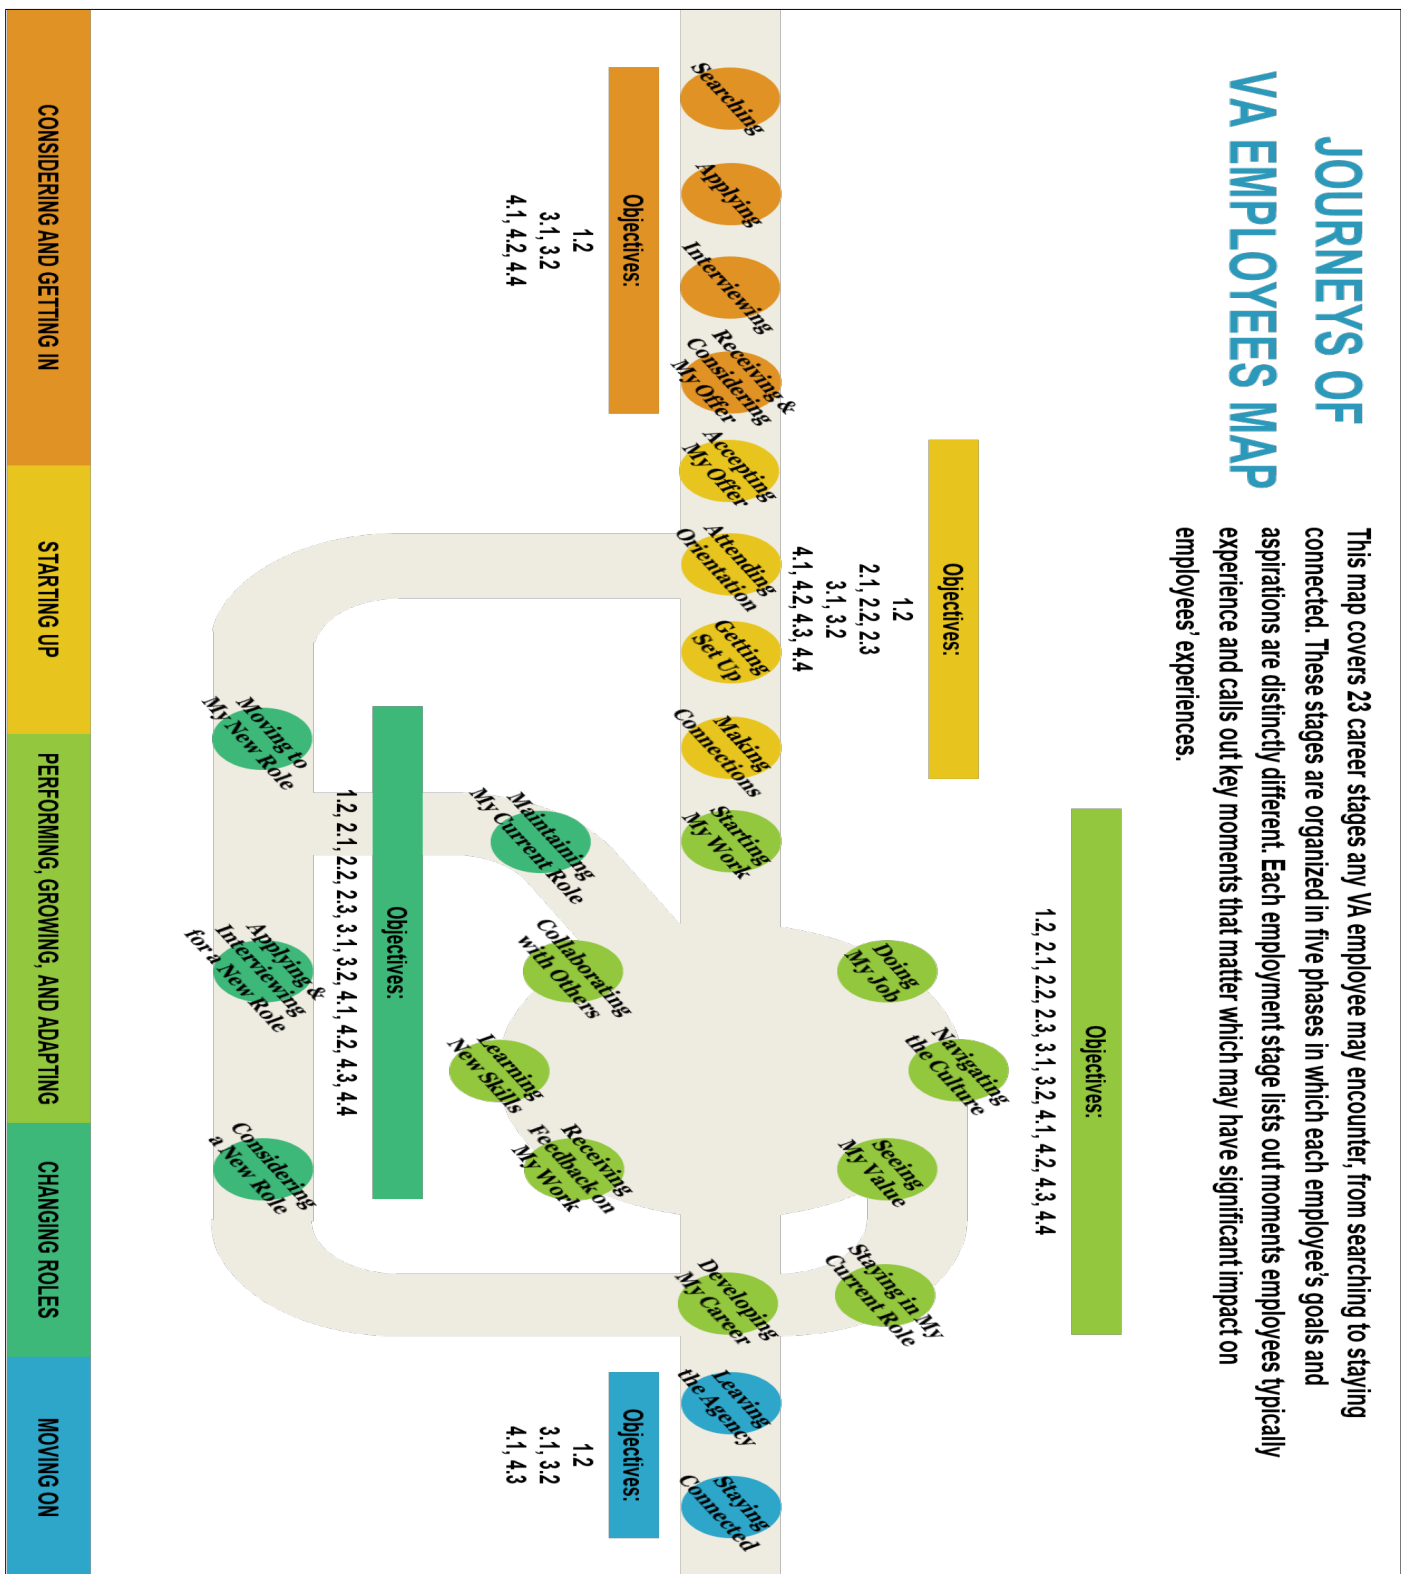 JOURNEYS OF
VA EMPLOYEES MAP
This map covers 23 career stages any VA employee may encounter, from searching to staying
connected. These stages are organized in five phases in which each employee's goals and
aspirations are distinctly different. Each employment stage lists out moments employees typically
experience and calls out key moments that matter which may have significant impact on
employees' experiences.
Objectives:
1.2, 2.1, 2.2, 2.3, 3.1, 3.2, 4.1, 4.2, 4.3, 4.4
Objectives:
1.2
2.1, 2.2, 2.3
3.1, 3.2
4.1, 4.2, 4.3, 4.4
Searching
Applying
Interviewing
Receiving &
Considering
My Offer
Accepting
My Offer
Attending
Orientation
Getting
Set Up
Making
Connections
Starting
My Work
Doing
My Job
Navigating
the Culture
Seeing
My Value
Staying in My
Current Role
Developing
My Career
Leaving
the Agency
Staying
Connected
Collaborating
with Others
Learning
New Skills
Receiving
Feedback on
My Work
Maintaining
My Current Role
Objectives:
1.2
3.1, 3.2
4.1, 4.2, 4.4
Objectives:
1.2
3.1, 3.2
4.1, 4.3
Objectives:
1.2, 2.1, 2.2, 2.3, 3.1, 3.2, 4.1, 4.2, 4.3, 4.4
Moving to
My New Role
Applying &
Interviewing
for a New Role
Considering
a New Role
CONSIDERING AND GETTING IN
STARTING UP
PERFORMING, GROWING, AND ADAPTING
CHANGING ROLES
MOVING ON